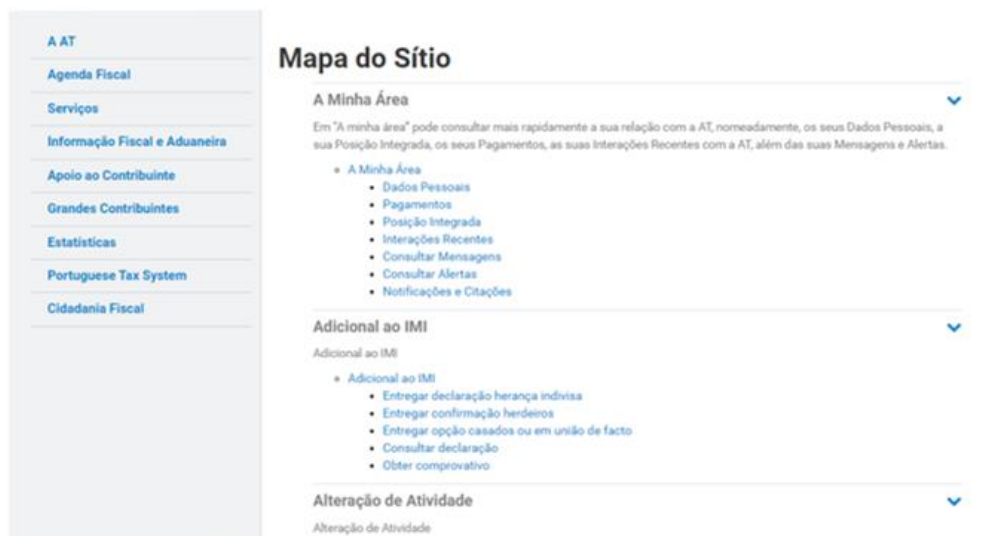 A AT
Agenda Fiscal
Serviços
Informação Fiscal e Aduaneira
Apoio ao Contribuinte
Grandes Contribuintes
Estatísticas
Portuguese Tax System
Cidadania Fiscal
Mapa do Sítio
A Minha Área
Em "A minha área" pode consultar mais rapidamente a sua relação com a AT, nomeadamente, os seus Dados Pessoais, a
sua Posição Integrada, os seus Pagamentos, as suas Interações Recentes com a AT, além das suas Mensagens e Alertas.
A Minha Área
Dados Pessoais
Pagamentos
Posição Integrada
Interações Recentes
Consultar Mensagens
Consultar Alertas
Notificações e Citações
Adicional ao IMI
Adicional ao IMI
Adicional ao IMI
Entregar declaração herança indivisa
Entregar confirmação herdeiros
Entregar opção casados ou em união de facto
Consultar declaração
Obter comprovativo
Alteração de Atividade
Alteração de Atividade